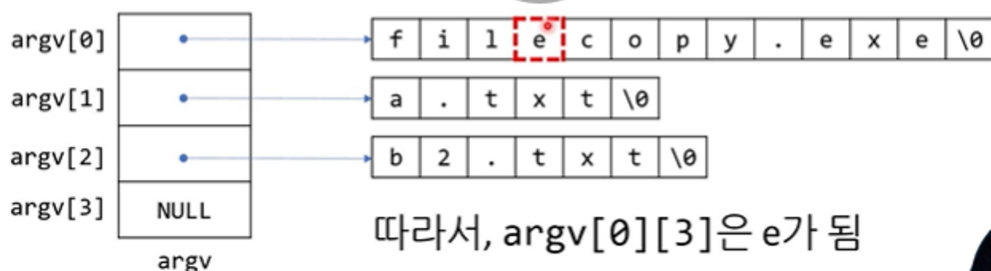 argv[0] f i l e c o p y . e x e \0
argv[1] a . t x t \0
argv[2] b 2 . t x t \0
argv[3] NULL
따라서, argv[0][3]은 e가 됨
argv